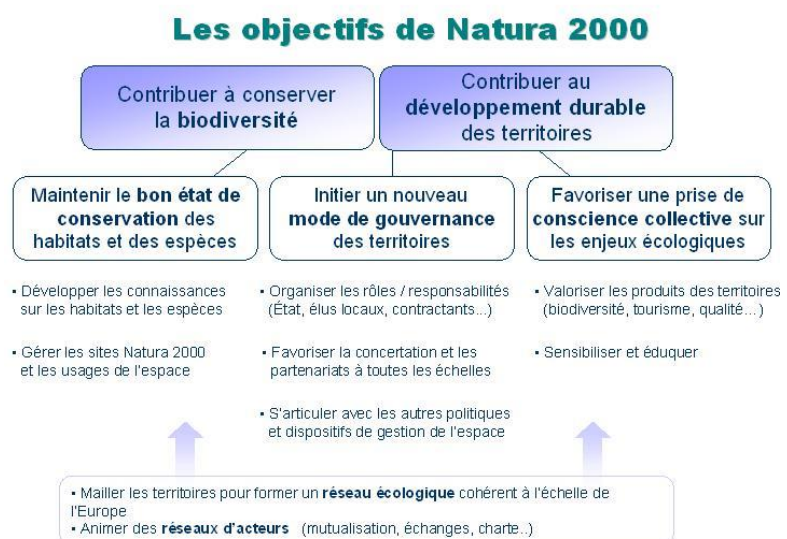 Les objectifs de Natura 2000
Contribuer à conserver
la biodiversité
Contribuer au
développement durable
des territoires
Maintenir le bon état de
conservation des
habitats et des espèces
Initier un nouveau
mode de gouvernance
des territoires
Favoriser une prise de
conscience collective sur
les enjeux écologiques
▪ Développer les connaissances
sur les habitats et les espèces
▪ Gérer les sites Natura 2000
et les usages de l'espace
▪ Organiser les rôles / responsabilités
(État, élus locaux, contractants...)
▪ Favoriser la concertation et les
partenariats à toutes les échelles
▪ S'articuler avec les autres politiques
et dispositifs de gestion de l'espace
▪ Valoriser les produits des territoires
(biodiversité, tourisme, qualité...)
▪ Sensibiliser et éduquer
▪ Mailler les territoires pour former un réseau écologique cohérent à l'échelle de
l'Europe
▪ Animer des réseaux d'acteurs (mutualisation, échanges, charte..)